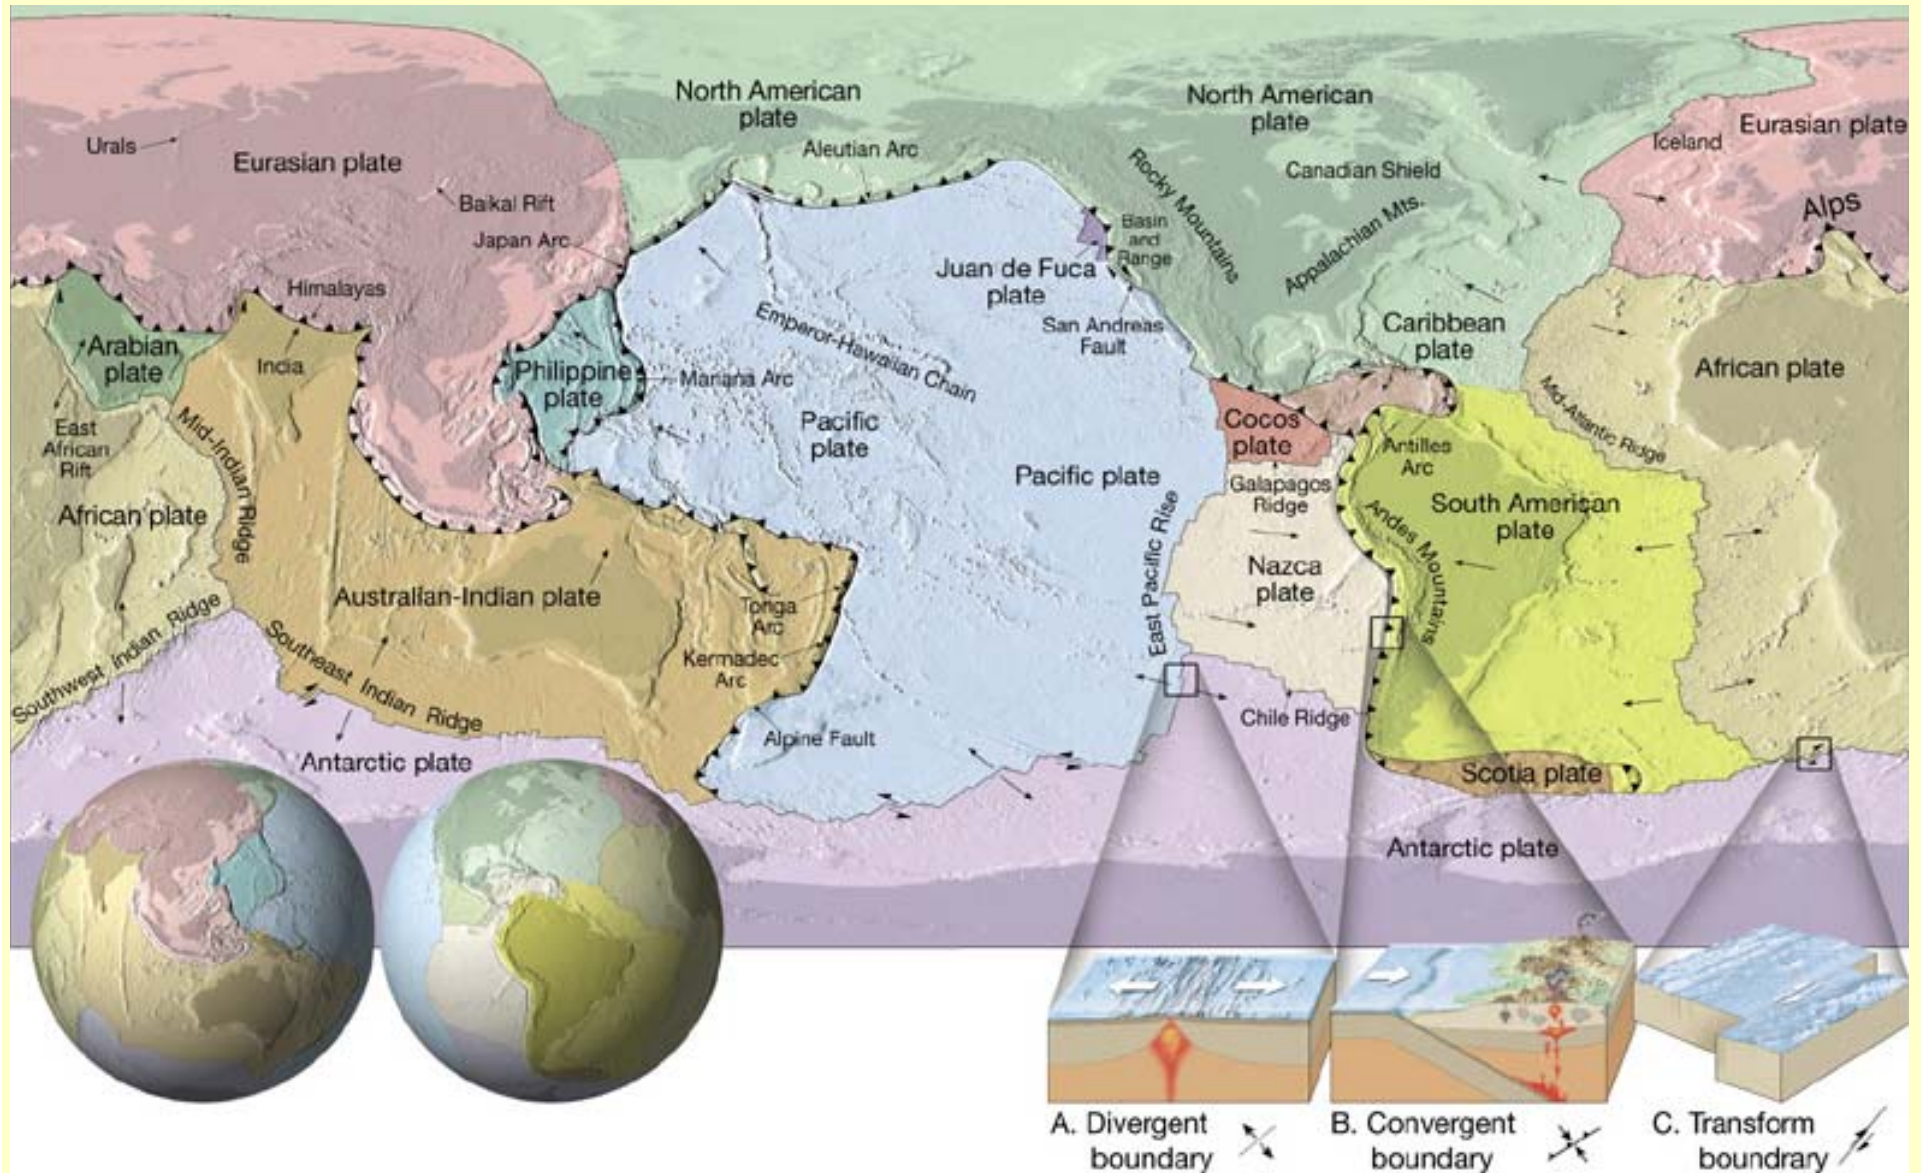 North American
plate
North American
plate
Eurasian plate
Urals
Eurasian plate
Iceland
Aleutian Arc
Rocky Mountains
Canadian Shield
Baikal Rift
Appalachian Mts.
Alps
Japan Arc
Basin
and
Range
Juan de Fuca
plate
Himalayas
San Andreas
Fault
Emperor-Hawaiian Chain
Caribbean
plate
Arabian
plate
Incia
Philippine
plate
Mariana Arc
African plate
Mid-Atlantic Ridge
East
African
Rift
Mid-Indian Ridge
Pacific
plate
Cocos
plate
Antilles
Arc
Pacific plate
Galapagos
Ridge
South American
plate
African plate
East Pacific Rise
Andes Mountains
Nazca
plate
Australian-Indian plate
Tonga
Arc
Southwest Indian Ridge
Southeast Indian Ridge
Kermadec
Arc
Chile Ridge
Alpine Fault
Antarctic plate
Scotia plate
Antarctic plate
A. Divergent
boundary
B. Convergent
boundary
C. Transform
boundrary